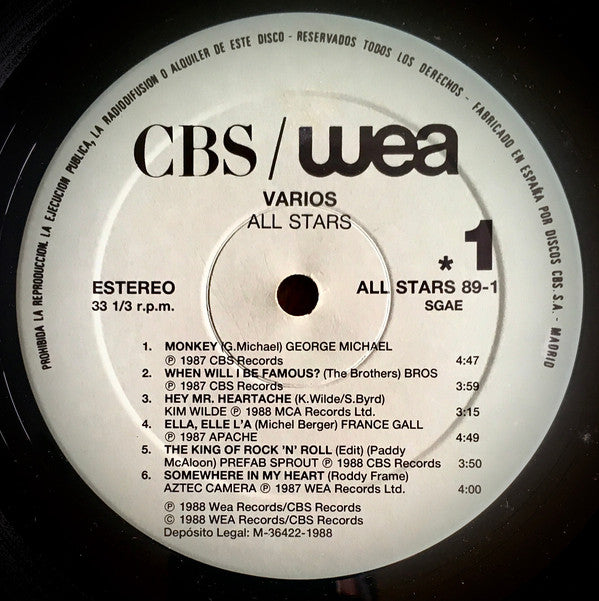 PROHIBIDA LA REPRODUCCION, LA EJECUCION PUBLICA, LA RADIODIFUSION O ALQUILER DE ESTE DISCO - RESERVADOS TODOS LOS DERECHOS - FABRICADO EN ESPAÑA POR DISCOS CBS. S.A. - MADRID
CBS/wea
VARIOS
ALL STARS
* 1
ESTEREO ALL STARS 89-1
33 1/3 r.p.m. SGAE
1. MONKEY (G.Michael) GEORGE MICHAEL
℗ 1987 CBS Records 4:47
2. WHEN WILL I BE FAMOUS? (The Brothers) BROS
℗ 1987 CBS Records 3:59
3. HEY MR. HEARTACHE (K.Wilde/S.Byrd)
KIM WILDE ℗ 1988 MCA Records Ltd. 3:15
4. ELLA, ELLE L'A (Michel Berger) FRANCE GALL
℗ 1987 APACHE 4:49
5. THE KING OF ROCK 'N' ROLL (Edit) (Paddy
McAloon) PREFAB SPROUT ℗ 1988 CBS Records 3:50
6. SOMEWHERE IN MY HEART (Roddy Frame)
AZTEC CAMERA ℗ 1987 WEA Records Ltd. 4:00
℗ 1988 Wea Records/CBS Records
© 1988 WEA Records/CBS Records
Depósito Legal: M-36422-1988